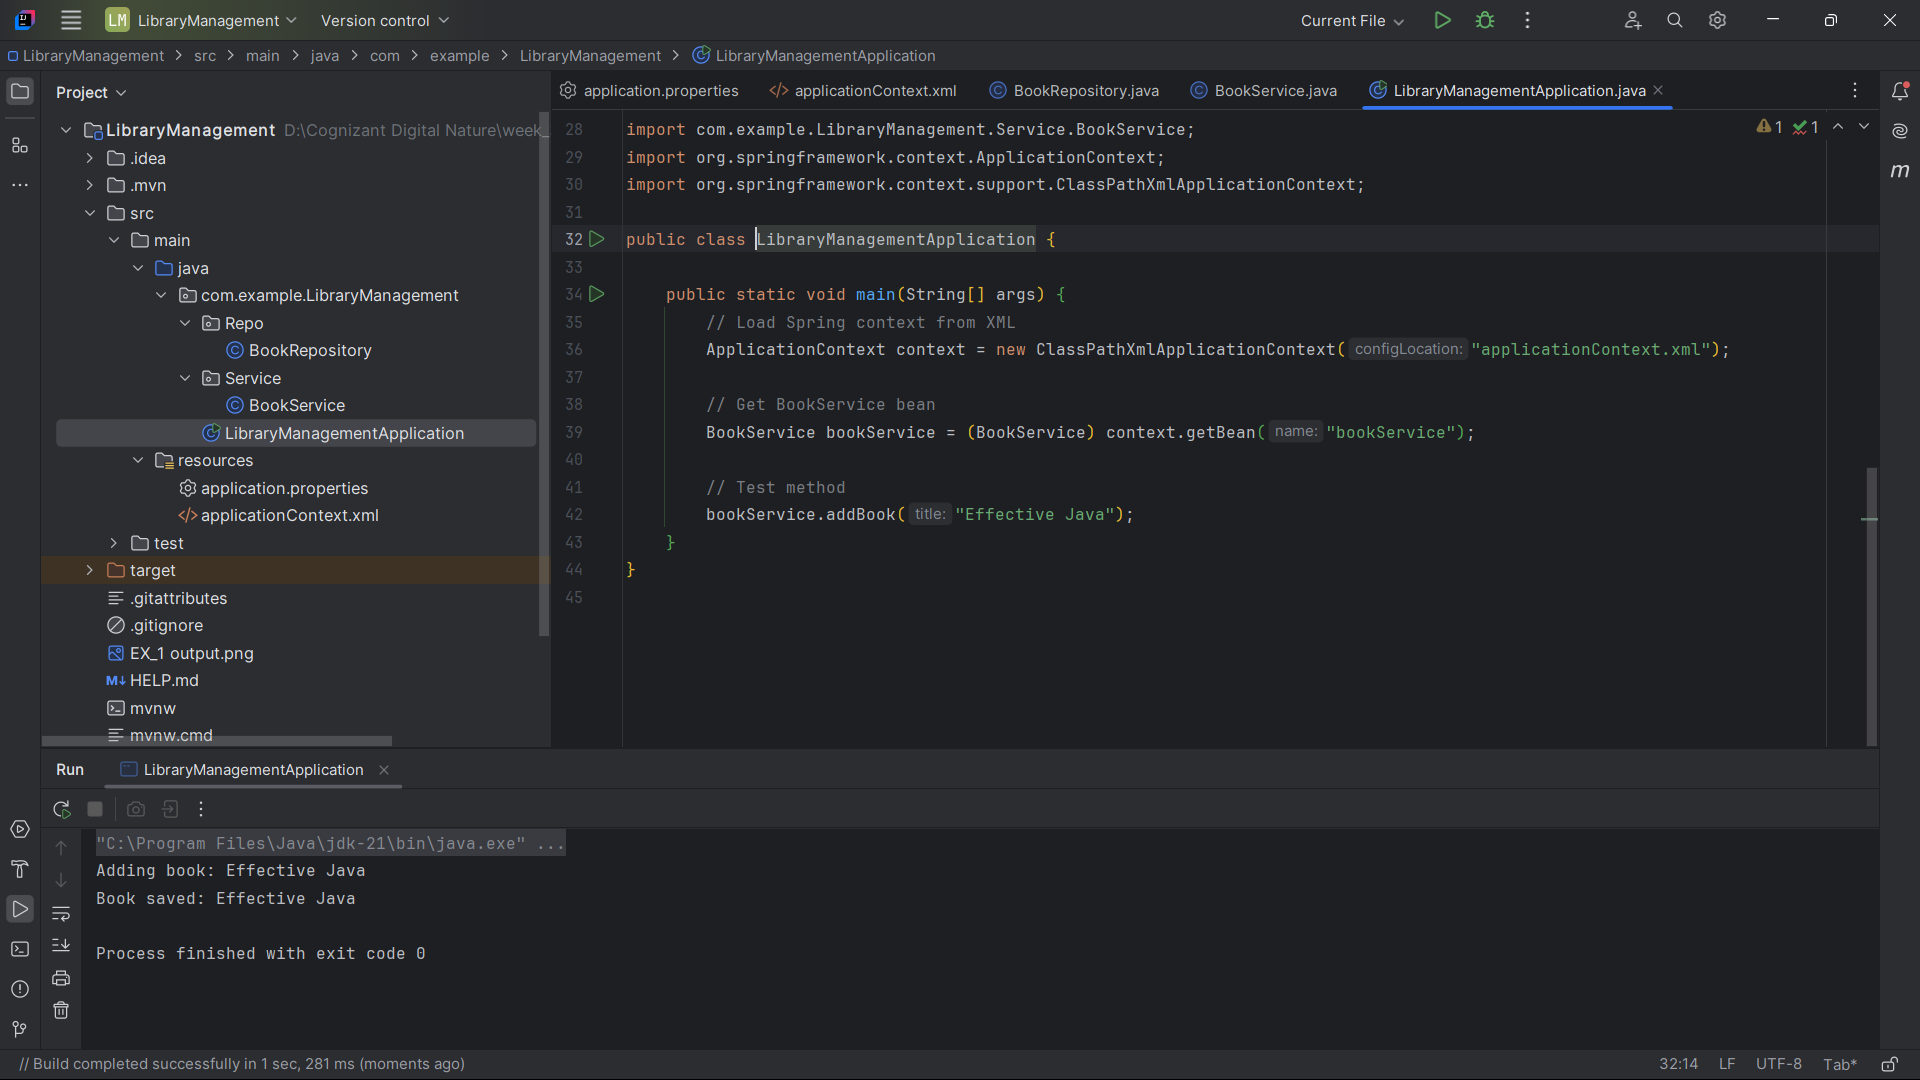 LM LibraryManagement Version control Current File
LibraryManagement > src > main > java > com > example > LibraryManagement > LibraryManagementApplication
Project
LibraryManagement D:\Cognizant Digital Nature\week
.idea
.mvn
src
main
java
com.example.LibraryManagement
Repo
BookRepository
Service
BookService
LibraryManagementApplication
resources
application.properties
applicationContext.xml
test
target
.gitattributes
.gitignore
EX_1 output.png
HELP.md
mvnw
mvnw.cmd
application.properties applicationContext.xml BookRepository.java BookService.java LibraryManagementApplication.java
1 1
28 import com.example.LibraryManagement.Service.BookService;
29 import org.springframework.context.ApplicationContext;
30 import org.springframework.context.support.ClassPathXmlApplicationContext;
31
32 public class LibraryManagementApplication {
33
34 public static void main(String[] args) {
35 // Load Spring context from XML
36 ApplicationContext context = new ClassPathXmlApplicationContext( configLocation: "applicationContext.xml");
37
38 // Get BookService bean
39 BookService bookService = (BookService) context.getBean( name: "bookService");
40
41 // Test method
42 bookService.addBook( title: "Effective Java");
43 }
44 }
45
Run LibraryManagementApplication
"C:\Program Files\Java\jdk-21\bin\java.exe" ...
Adding book: Effective Java
Book saved: Effective Java
Process finished with exit code 0
// Build completed successfully in 1 sec, 281 ms (moments ago) 32:14 LF UTF-8 Tab*